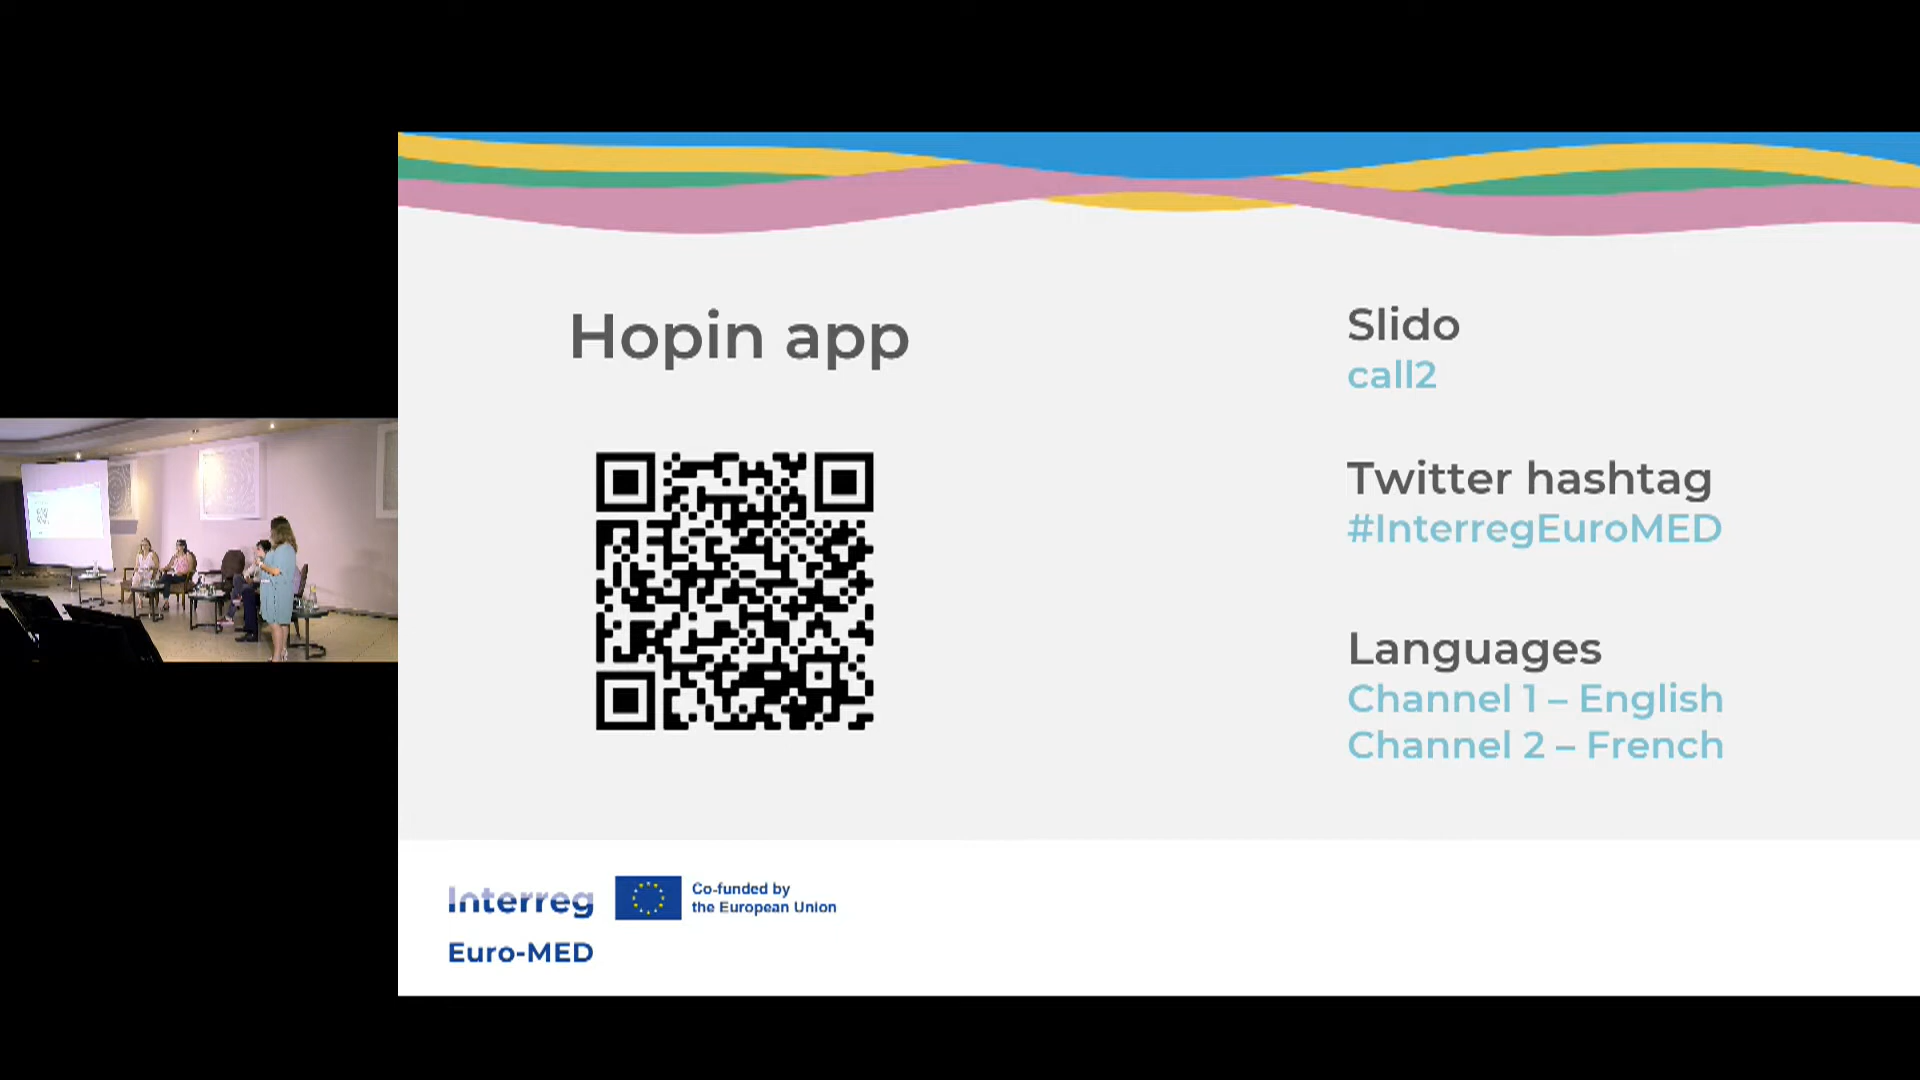 Hopin app
Slido
call2
Twitter hashtag
#InterregEuroMED
Languages
Channel 1 – English
Channel 2 – French
Interreg
Co-funded by
the European Union
Euro-MED